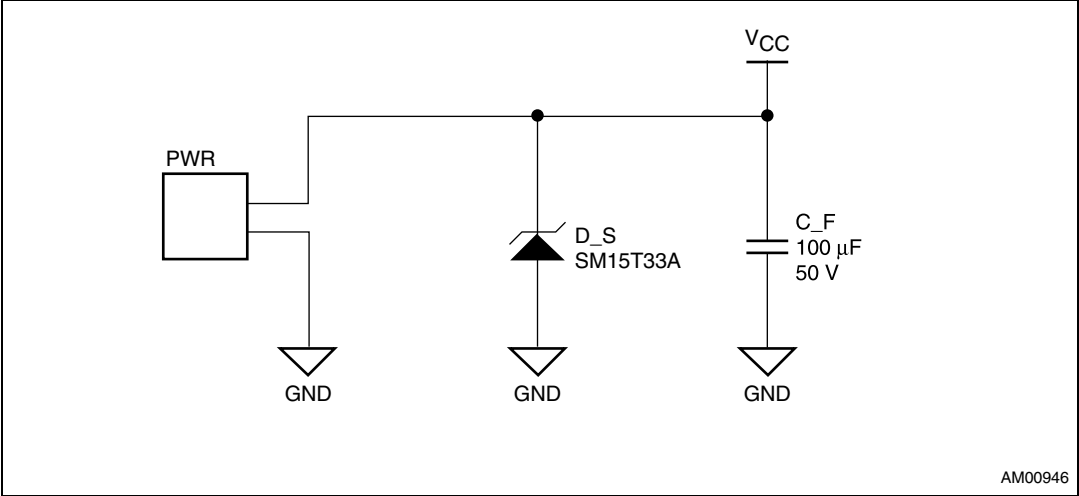 VCC
PWR
D_S
SM15T33A
C_F
100 μF
50 V
GND
GND
GND
AM00946